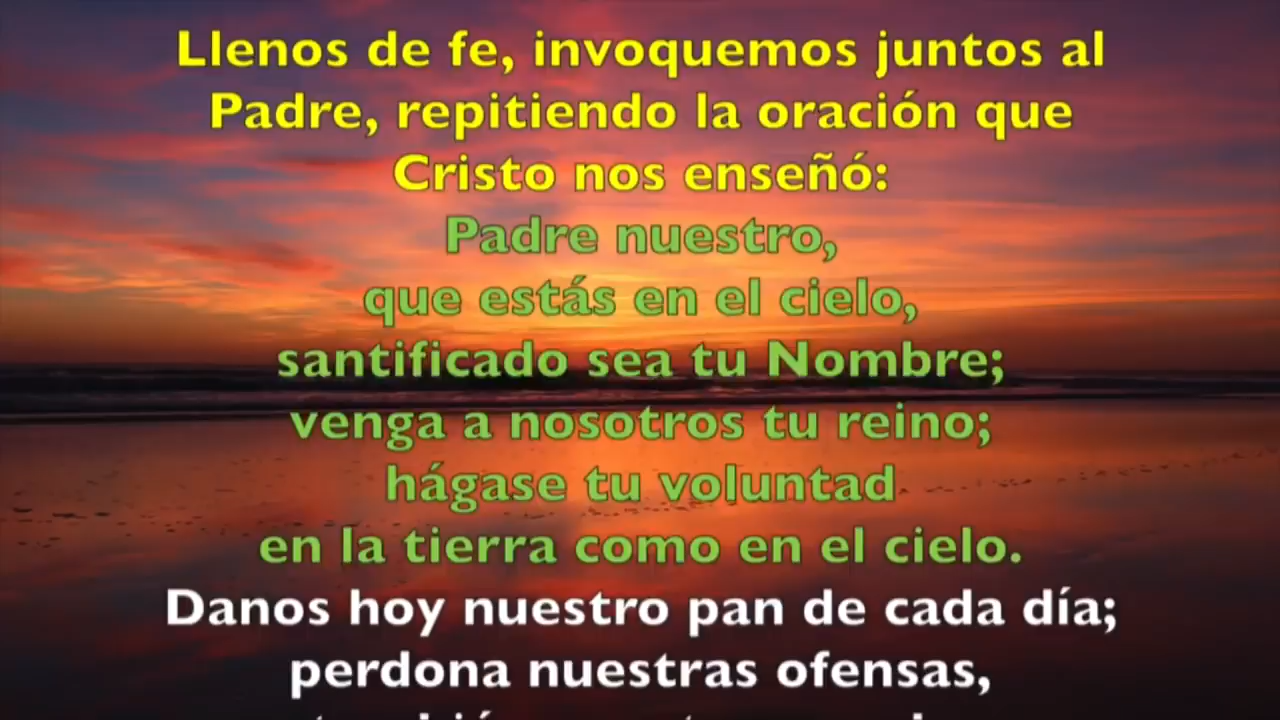 Llenos de fe, invoquemos juntos al
Padre, repitiendo la oración que
Cristo nos enseñó:
Padre nuestro,
que estás en el cielo,
santificado sea tu Nombre;
venga a nosotros tu reino;
hágase tu voluntad
en la tierra como en el cielo.
Danos hoy nuestro pan de cada día;
perdona nuestras ofensas,